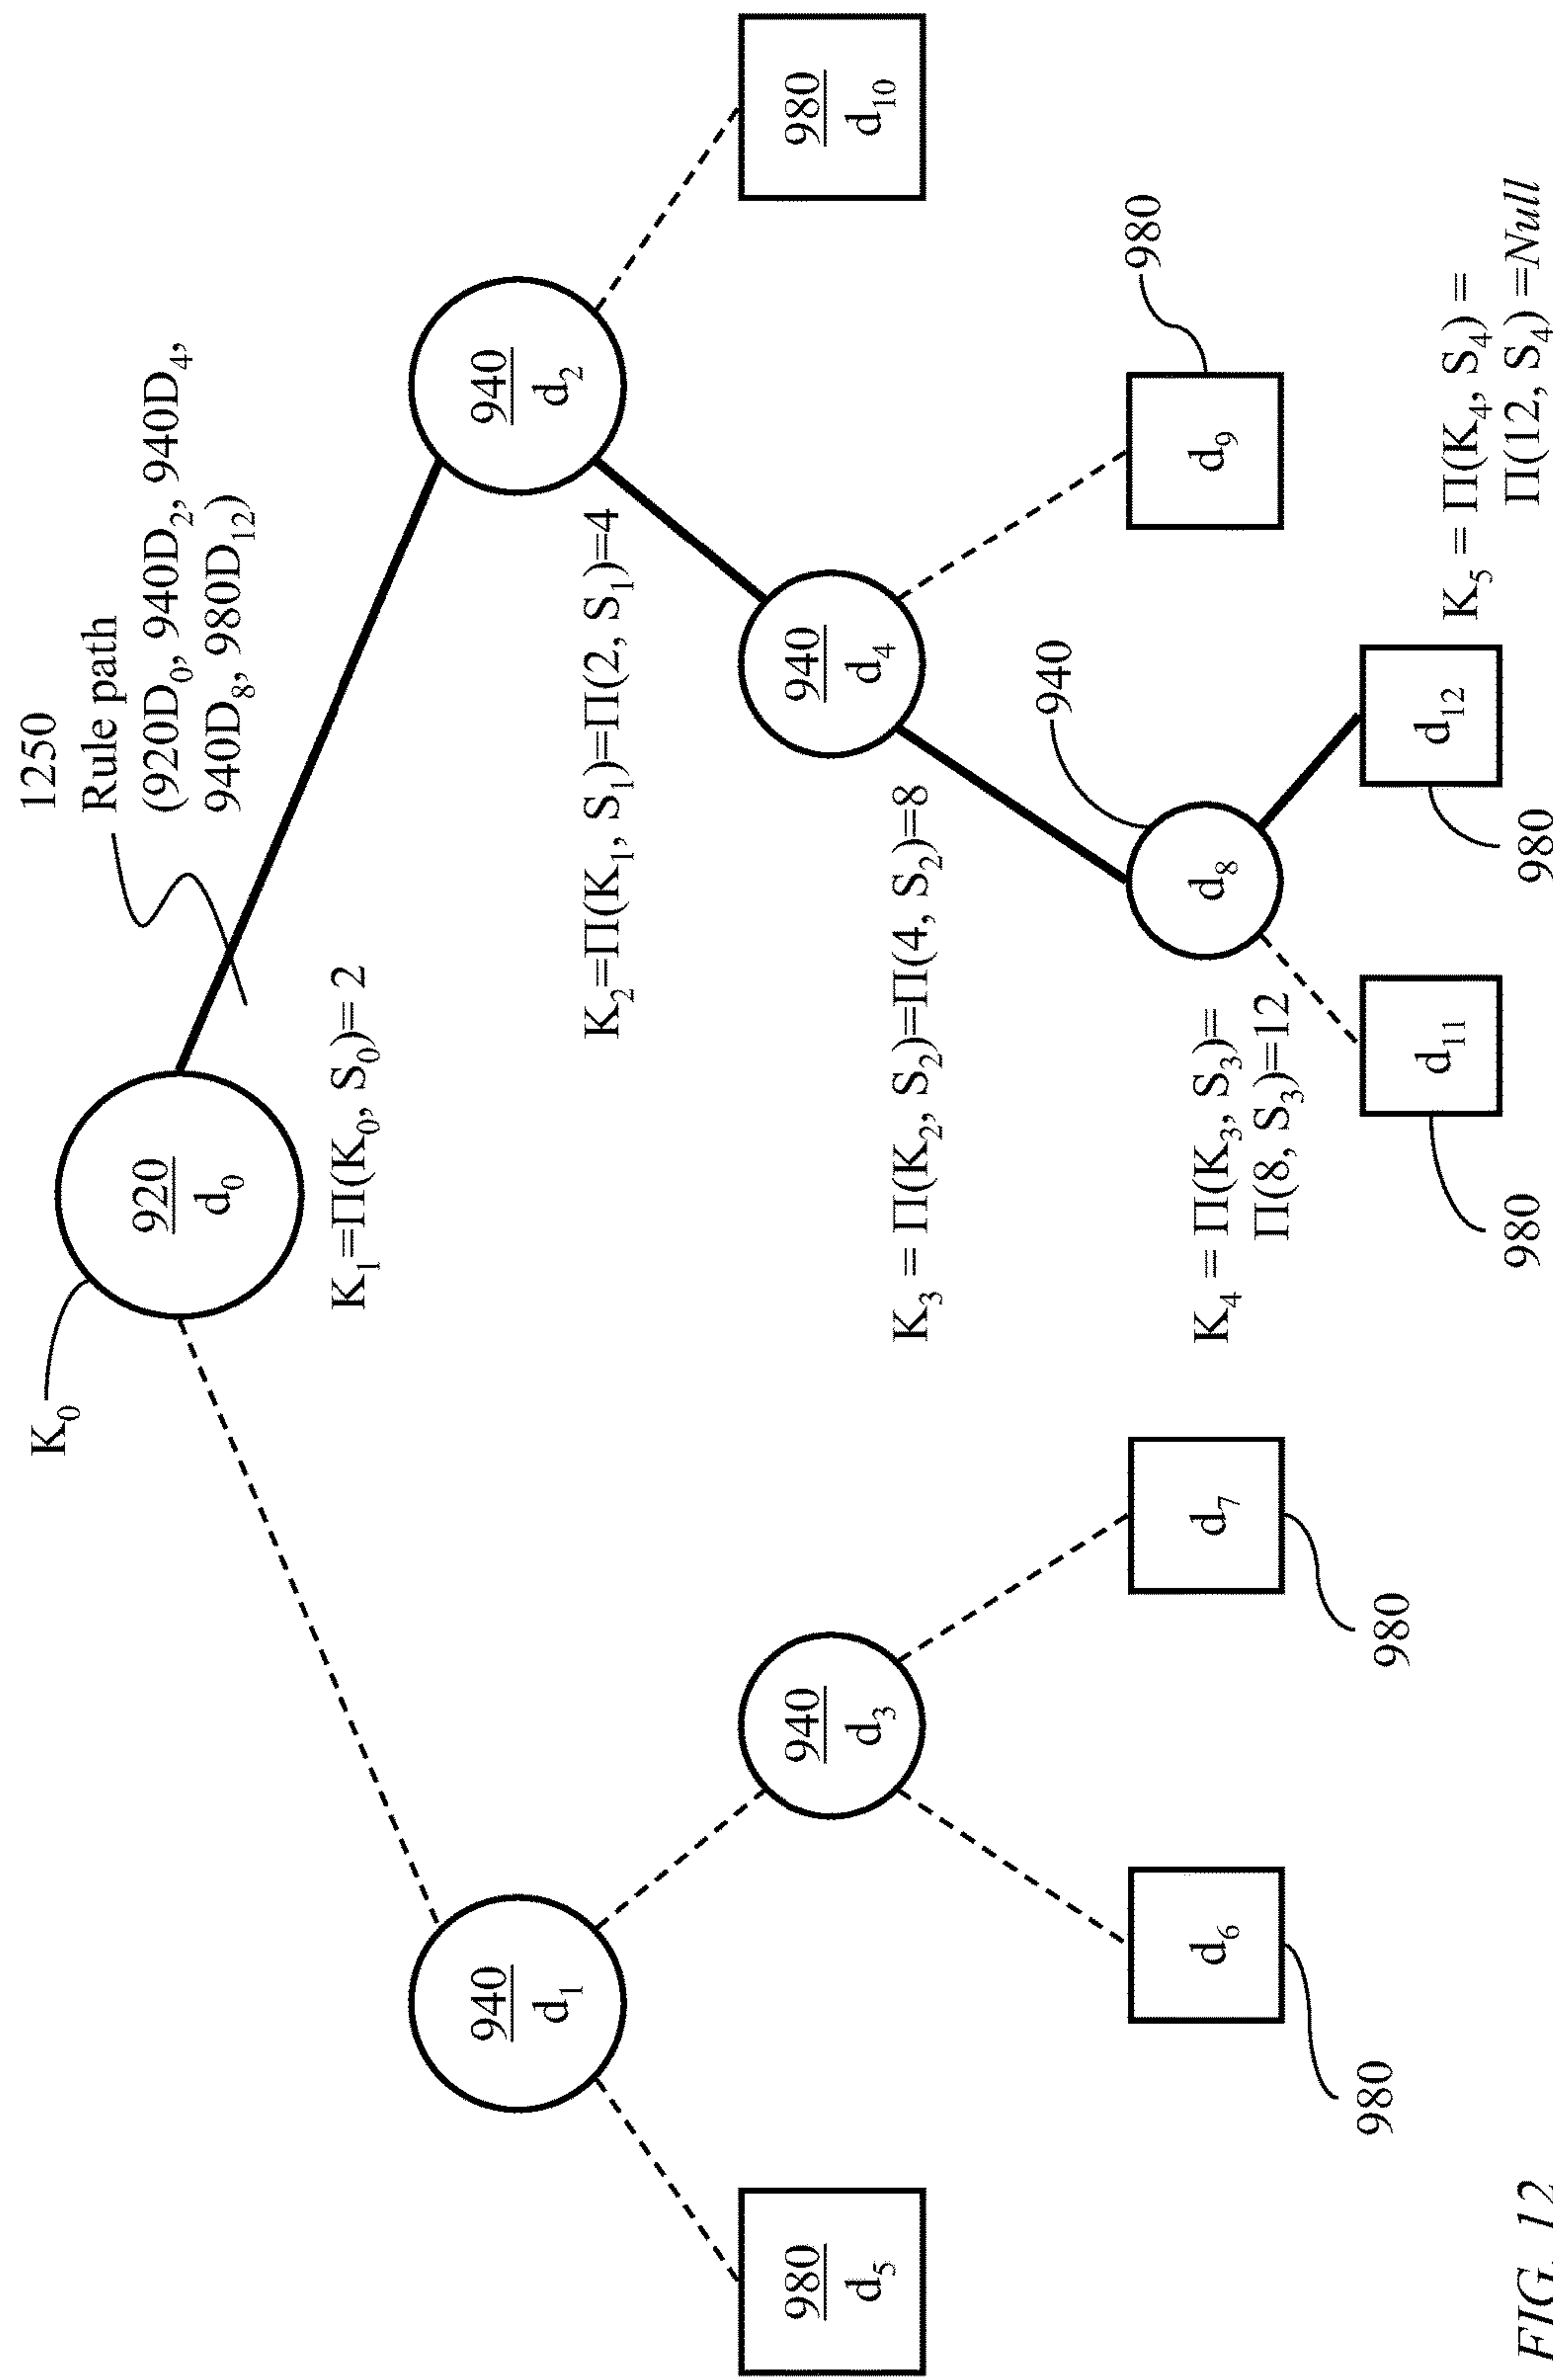 1250
Rule path
(920D₀, 940D₂, 940D₄,
940D₈, 980D₁₂)
K₀
920
d₀
K₁=Π(K₀, S₀)= 2
940
d₁
940
d₂
K₂=Π(K₁, S₁)=Π(2, S₁)=4
980
d₅
940
d₃
940
d₄
980
d₁₀
K₃ = Π(K₂, S₂)=Π(4, S₂)=8
940
980
d₆
d₇
d₈
d₉
980
980
K₄ = Π(K₃, S₃)=
Π(8, S₃)=12
d₁₁
d₁₂
980
980
K₅ = Π(K₄, S₄) =
Π(12, S₄) =Null
FIG. 12